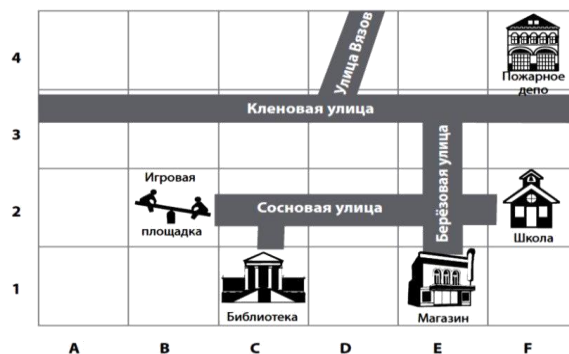 4
Улица Вязов
Пожарное
депо
Кленовая улица
3
Берёзовая улица
Игровая
площадка
2
Сосновая улица
Школа
1
Библиотека
Магазин
A B C D E F